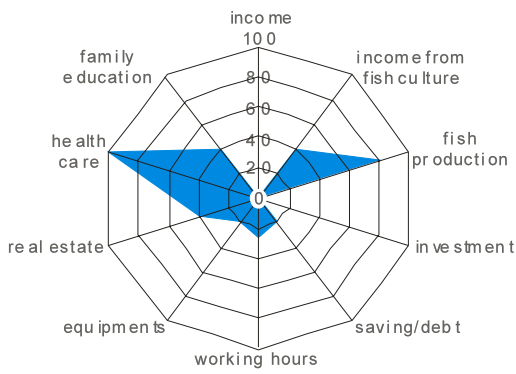 income
100
80
60
40
20
0
income from
fish culture
fish
production
investment
saving/debt
working hours
equipments
real estate
health
care
family
education